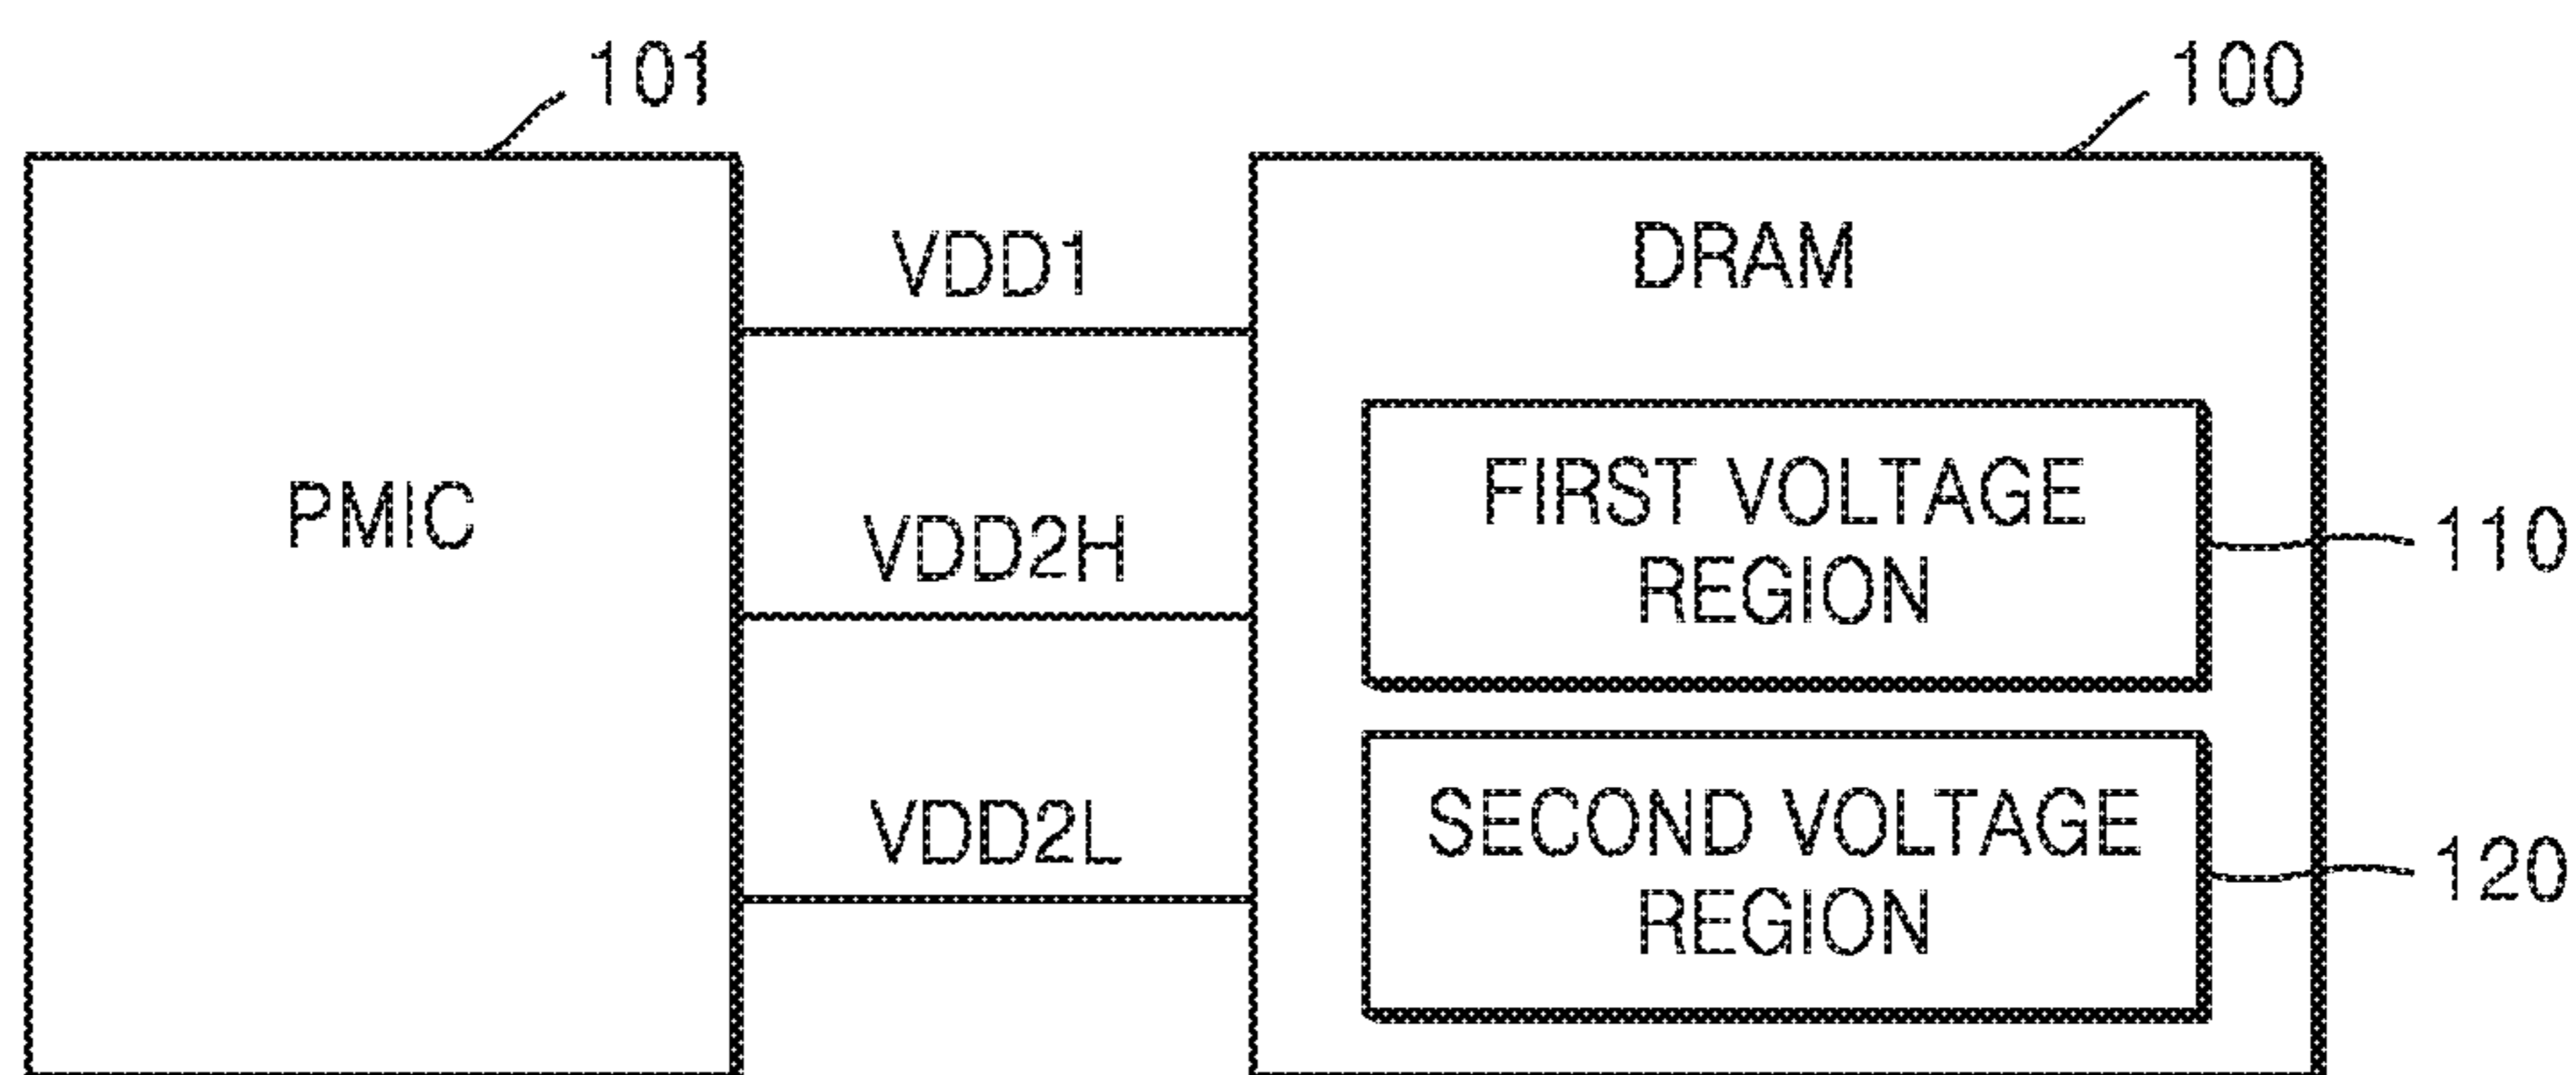 101
100
PMIC
VDD1
VDD2H
VDD2L
DRAM
FIRST VOLTAGE
REGION
110
SECOND VOLTAGE
REGION
120